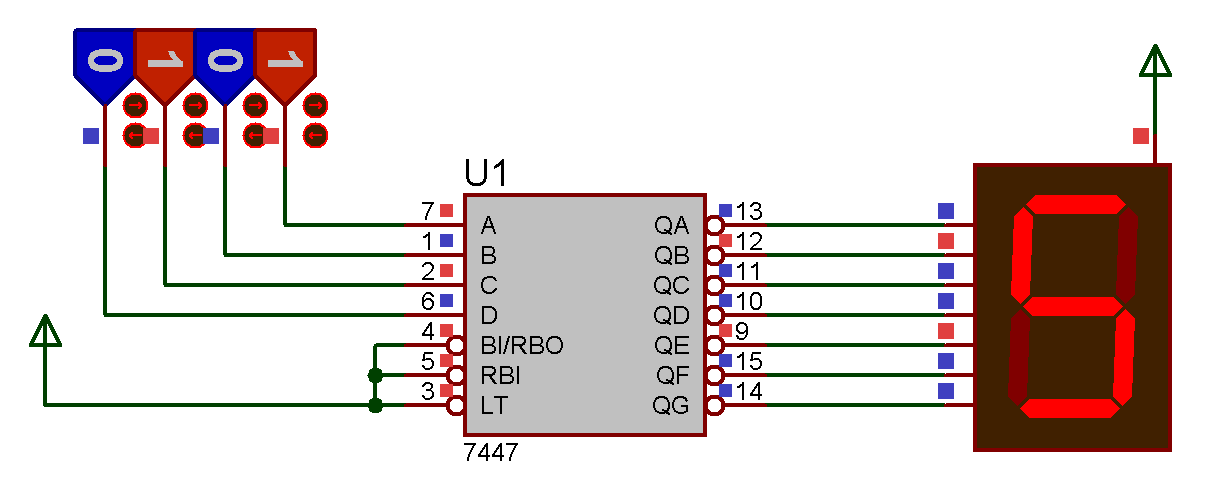 0 1 0 1
U1
7 A QA 13
1 B QB 12
2 C QC 11
6 D QD 10
4 BI/RBO QE 9
5 RBI QF 15
3 LT QG 14
7447